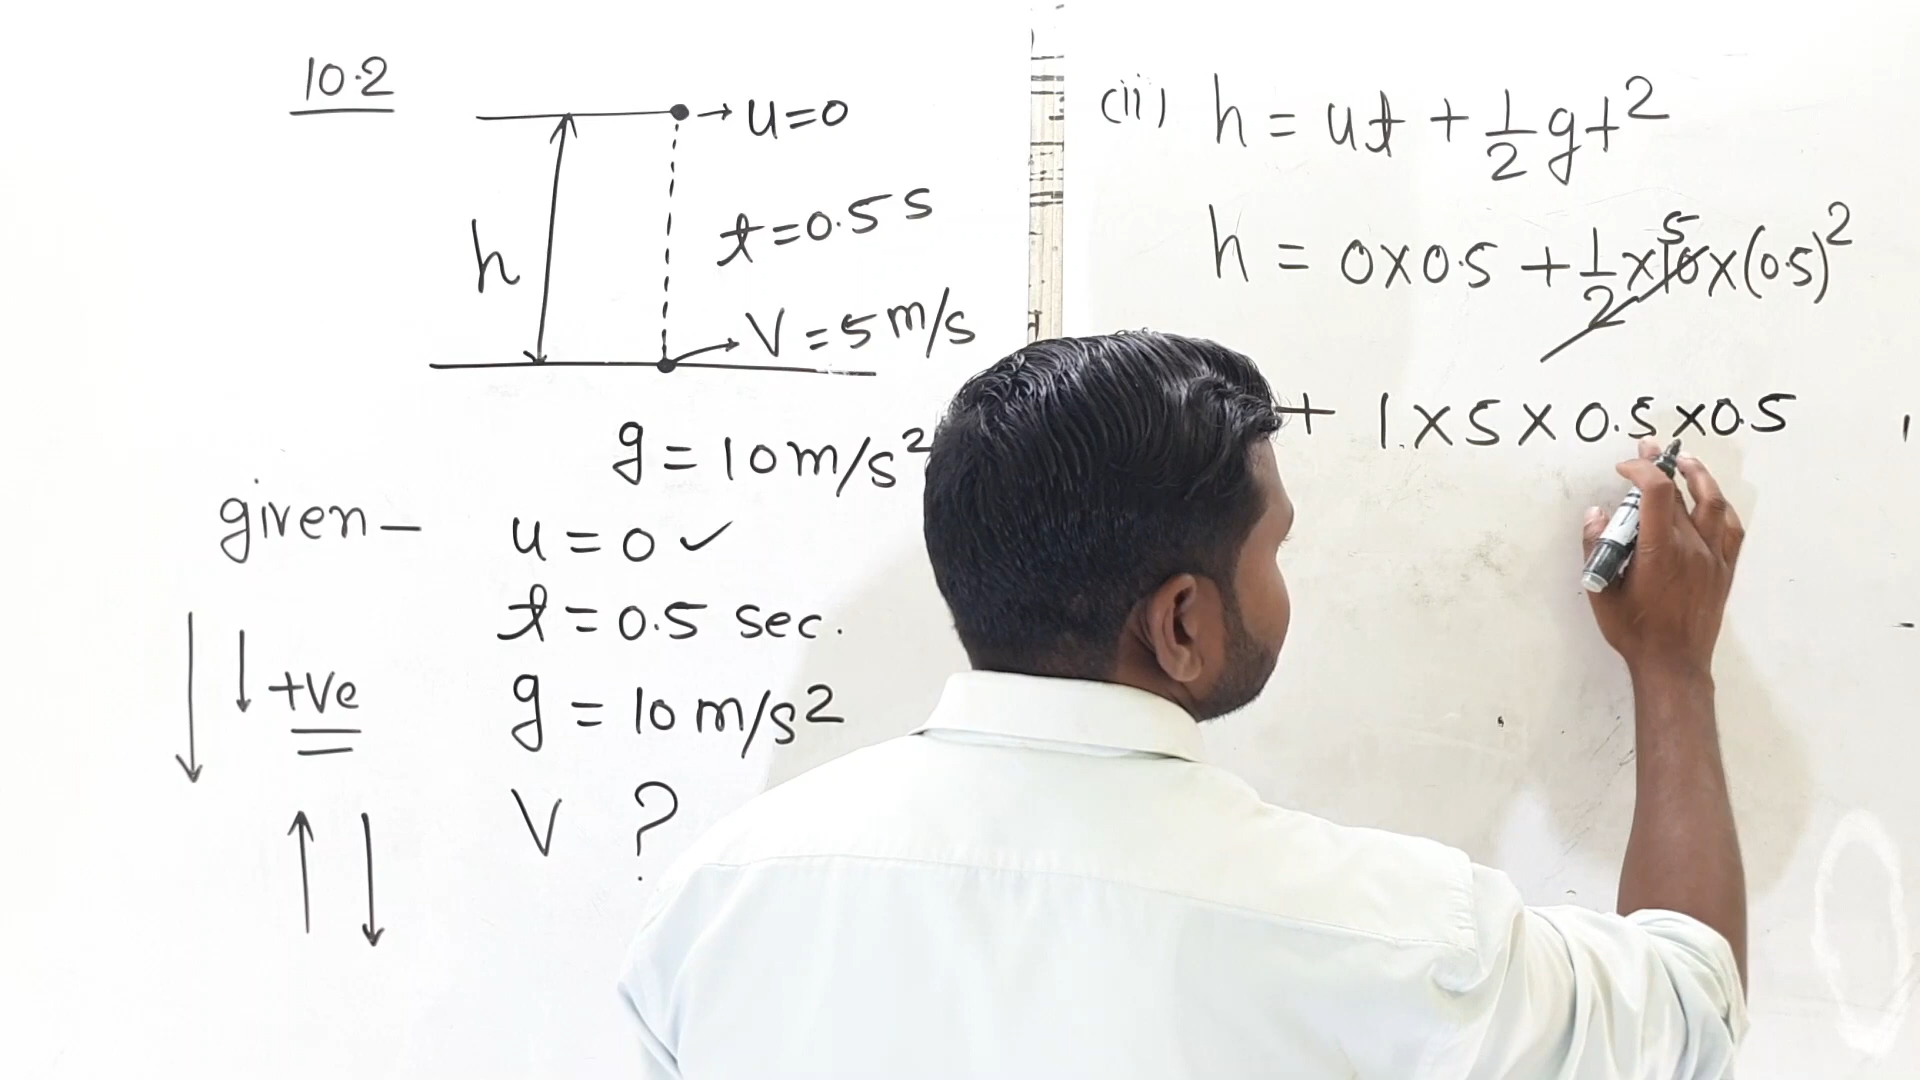 10.2
→ u=0
h
t=0.5 s
→ V=5 m/s
g = 10 m/s²
given –
u = 0 ✓
t = 0.5 sec.
+ve
g = 10 m/s²
V ?
(ii) h = ut + 1/2 gt²
h = 0×0.5 + 1/2 ×10×(0.5)²
5
+ 1.×5×0.5×0.5